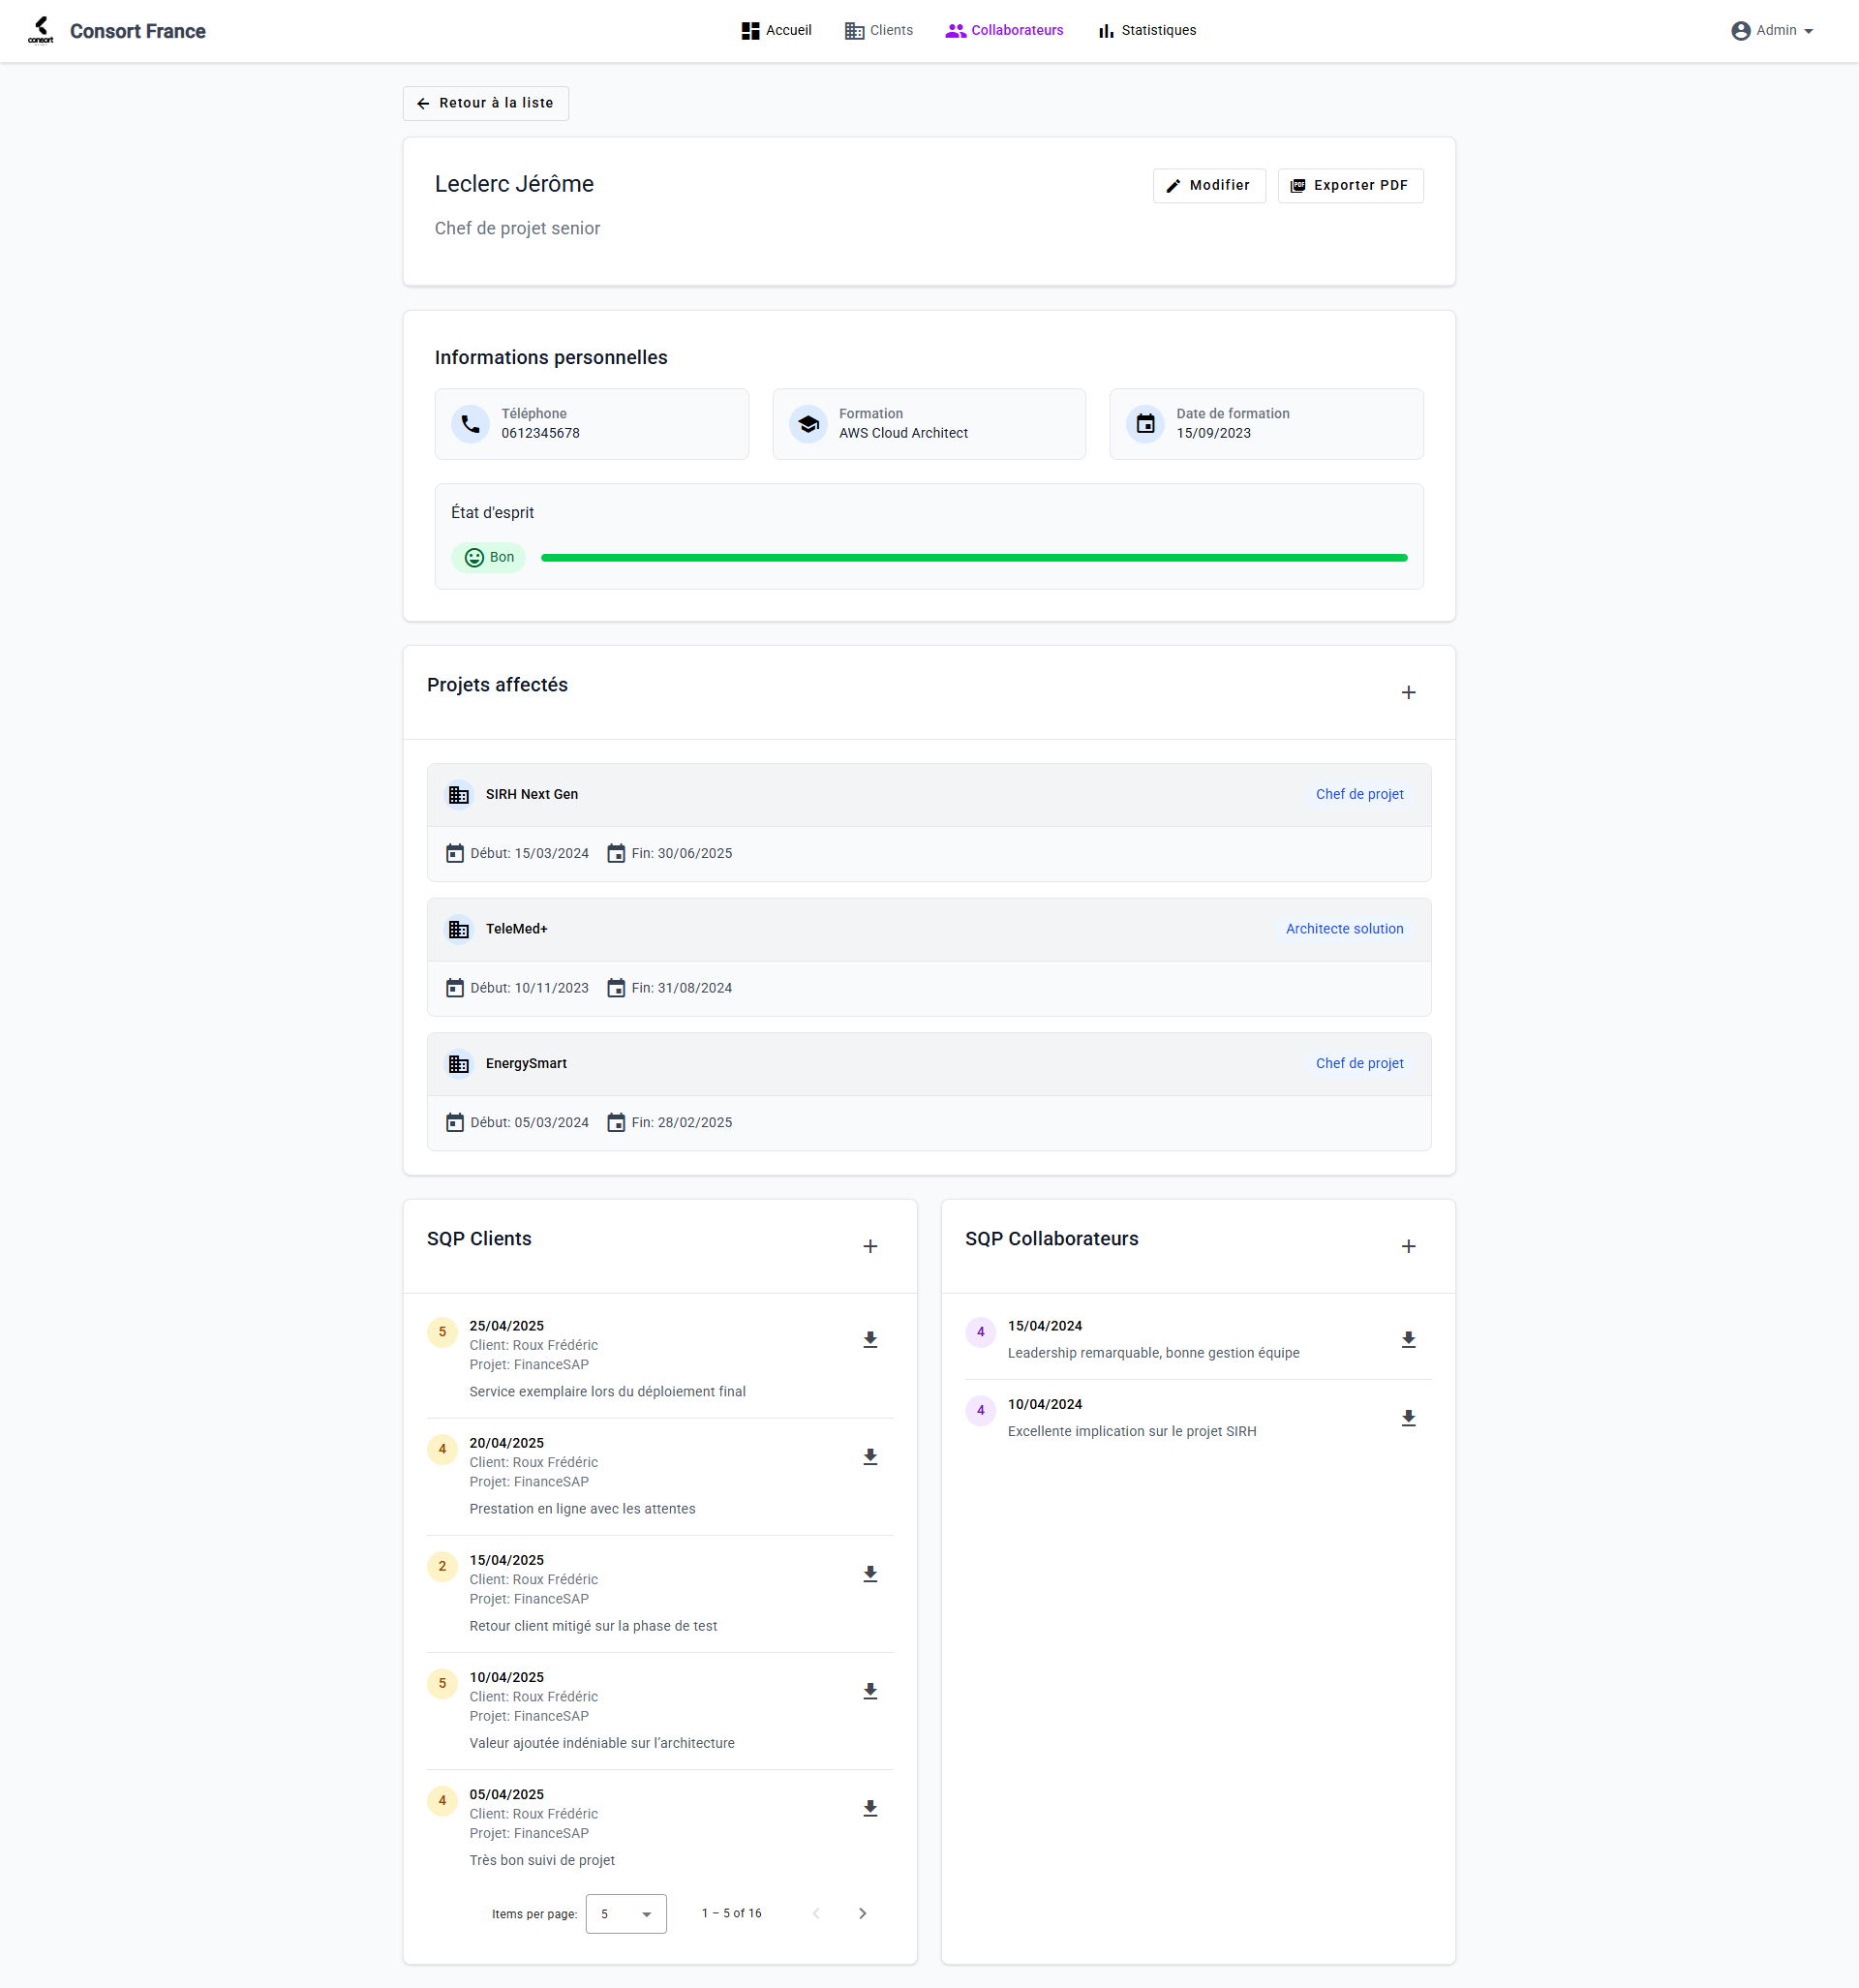 consort
Consort France
Accueil
Clients
Collaborateurs
Statistiques
Admin
Retour à la liste
Leclerc Jérôme
Modifier
PDF
Exporter PDF
Chef de projet senior
Informations personnelles
Téléphone
0612345678
Formation
AWS Cloud Architect
Date de formation
15/09/2023
État d'esprit
Bon
Projets affectés
SIRH Next Gen
Chef de projet
Début: 15/03/2024
Fin: 30/06/2025
TeleMed+
Architecte solution
Début: 10/11/2023
Fin: 31/08/2024
EnergySmart
Chef de projet
Début: 05/03/2024
Fin: 28/02/2025
SQP Clients
5
25/04/2025
Client: Roux Frédéric
Projet: FinanceSAP
Service exemplaire lors du déploiement final
4
20/04/2025
Client: Roux Frédéric
Projet: FinanceSAP
Prestation en ligne avec les attentes
2
15/04/2025
Client: Roux Frédéric
Projet: FinanceSAP
Retour client mitigé sur la phase de test
5
10/04/2025
Client: Roux Frédéric
Projet: FinanceSAP
Valeur ajoutée indéniable sur l’architecture
4
05/04/2025
Client: Roux Frédéric
Projet: FinanceSAP
Très bon suivi de projet
Items per page: 5
1 – 5 of 16
SQP Collaborateurs
4
15/04/2024
Leadership remarquable, bonne gestion équipe
4
10/04/2024
Excellente implication sur le projet SIRH